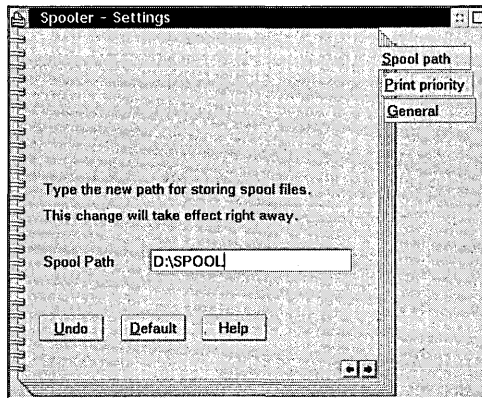 Spooler - Settings
Spool path
Print priority
General
Type the new path for storing spool files.
This change will take effect right away.
Spool Path D:\SPOOL
Undo Default Help